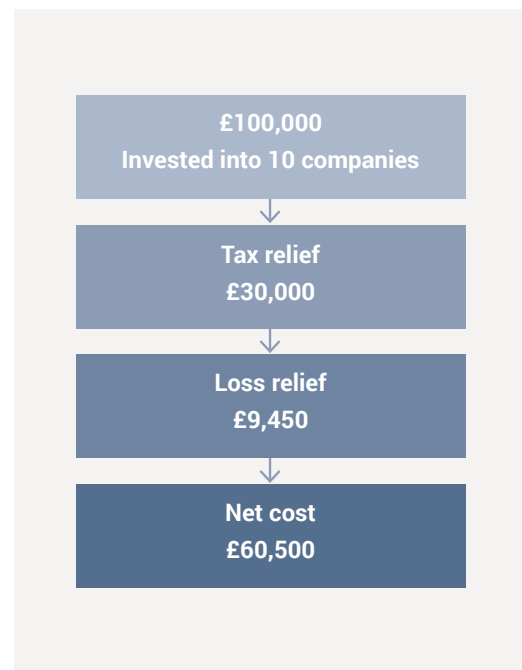 £100,000
Invested into 10 companies
Tax relief
£30,000
Loss relief
£9,450
Net cost
£60,500